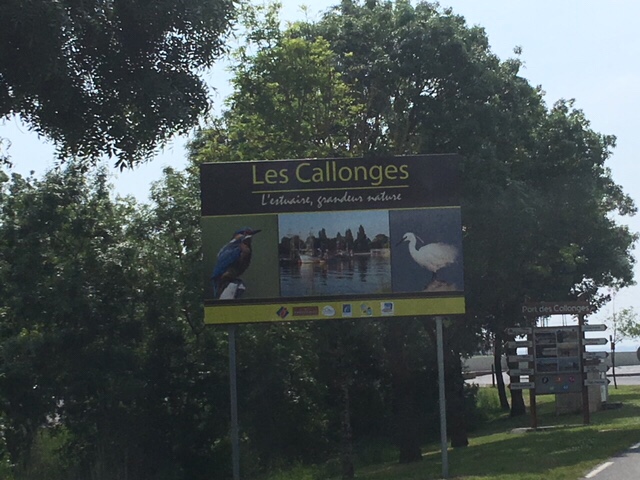 Les Callonges
L'estuaire, grandeur nature
Port des Callonges